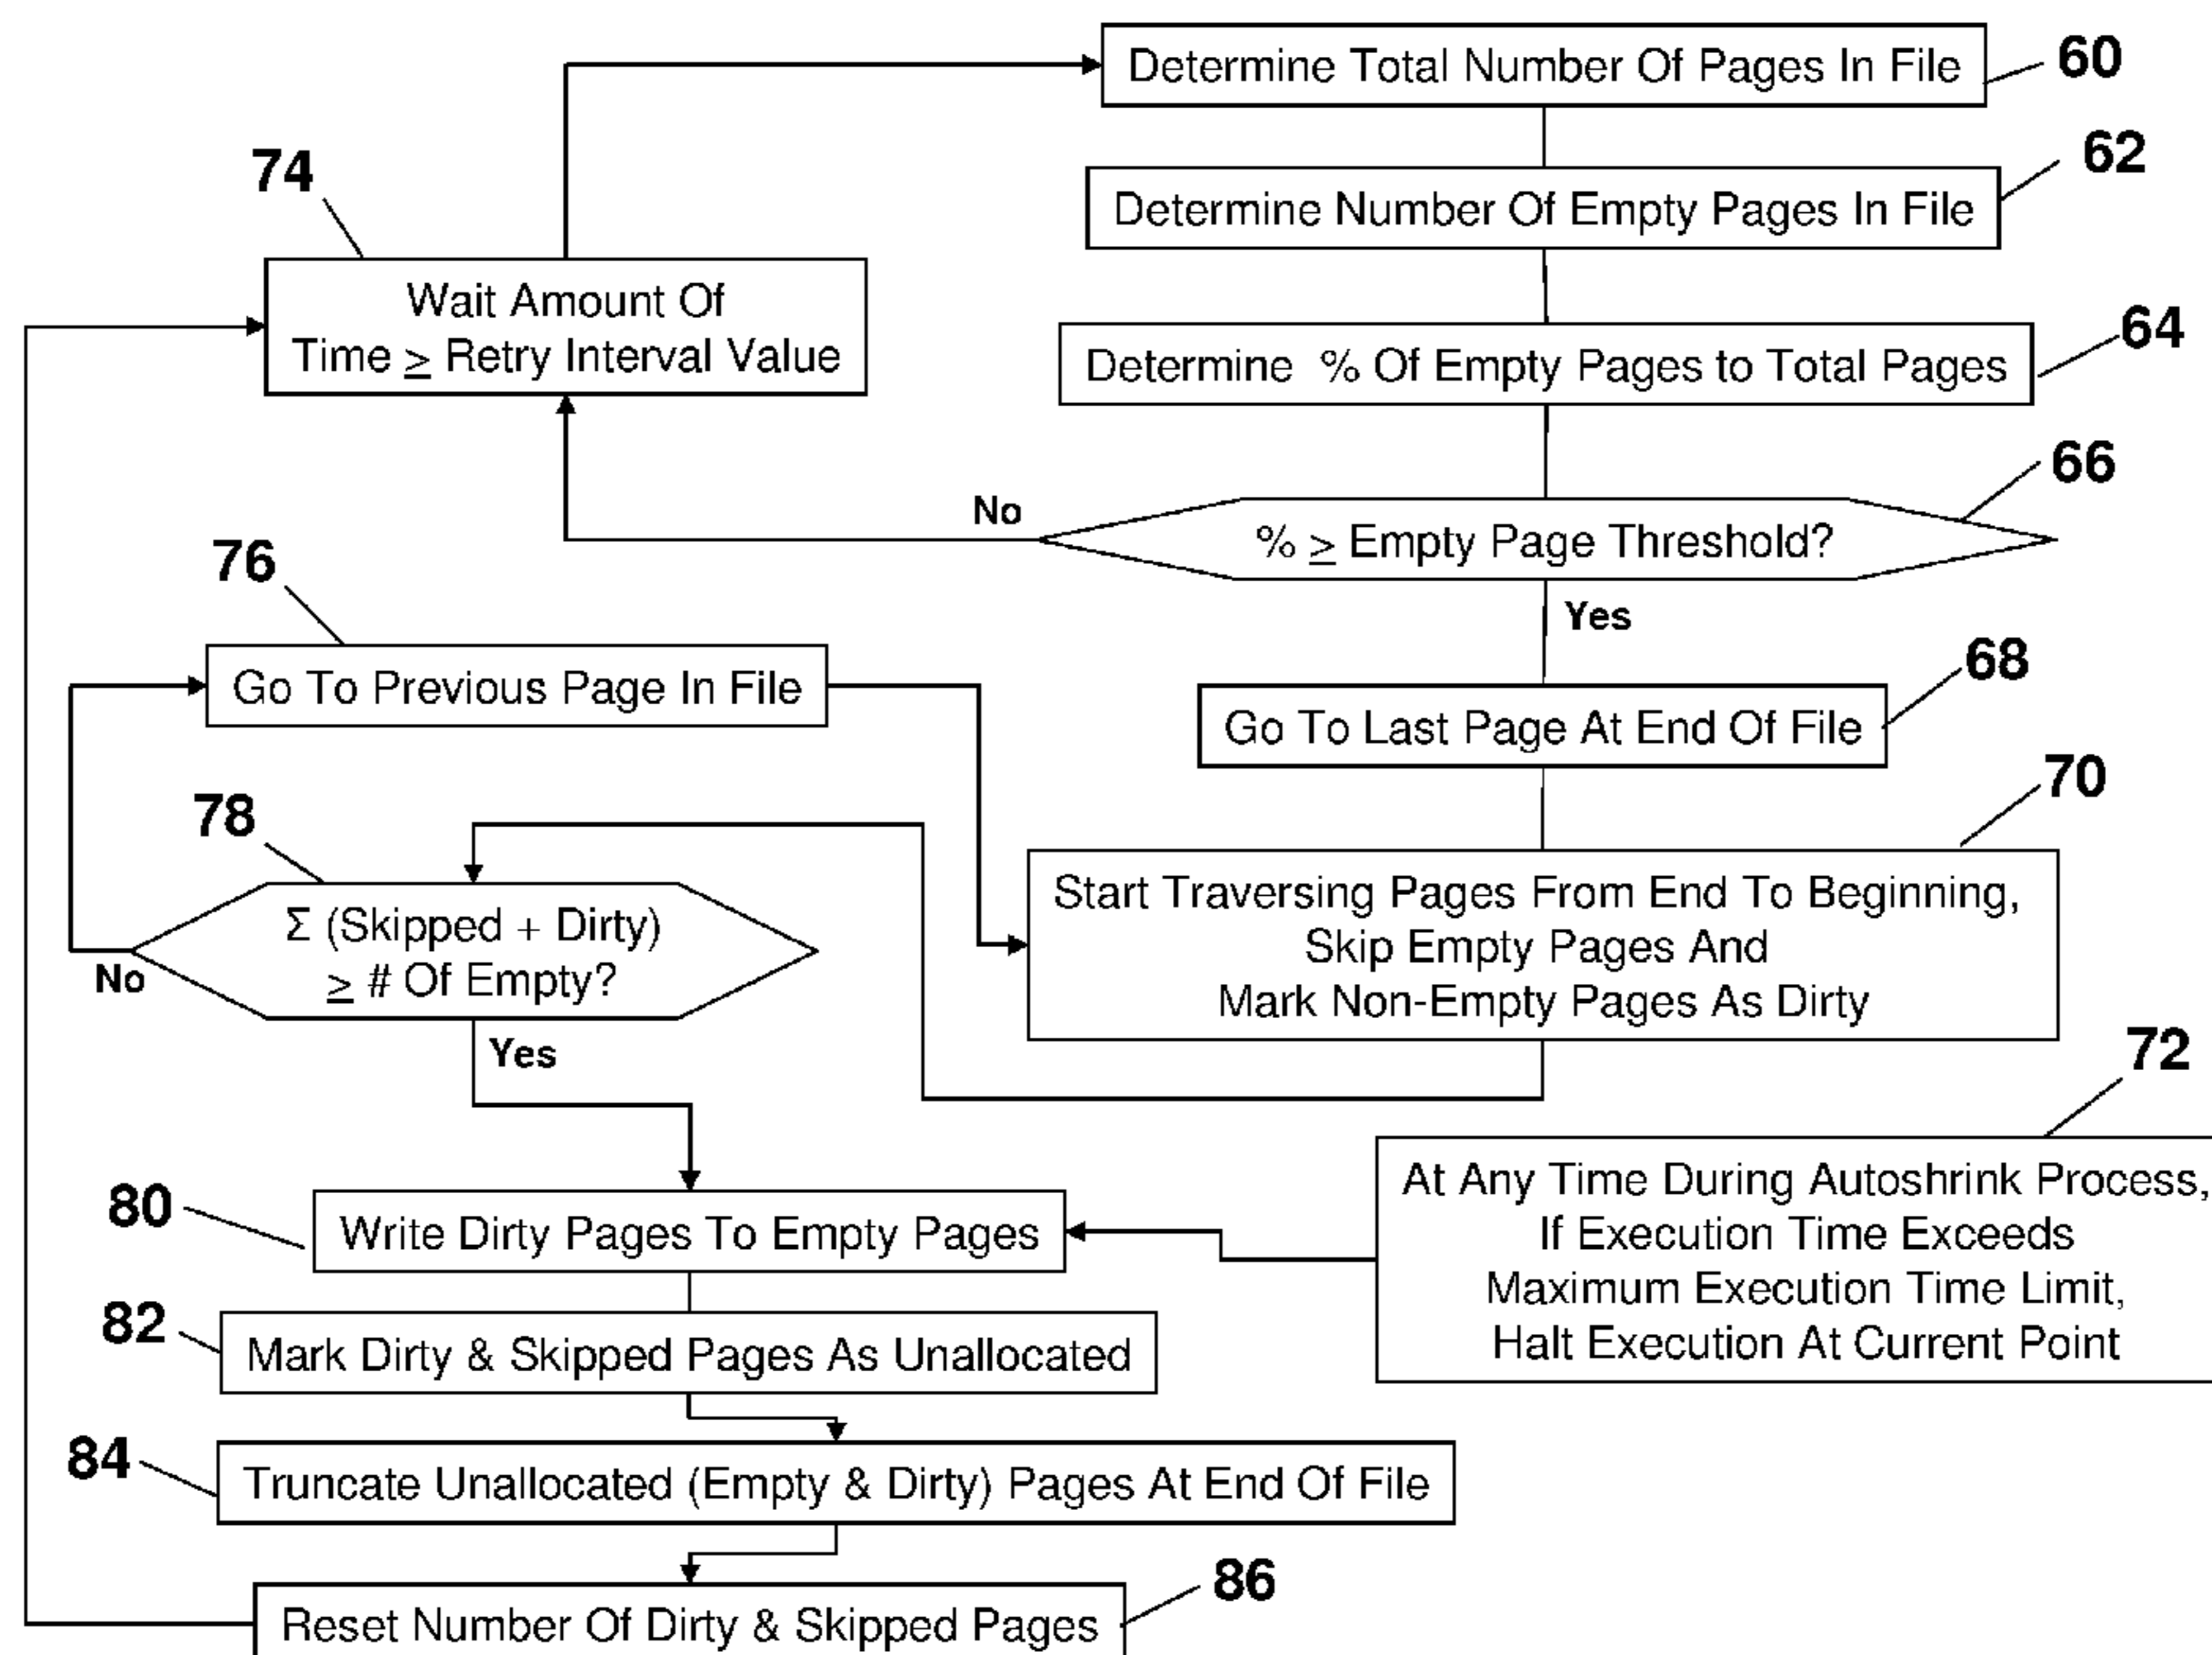 Determine Total Number Of Pages In File
60
62
Determine Number Of Empty Pages In File
74
Wait Amount Of
Time ≥ Retry Interval Value
64
Determine % Of Empty Pages to Total Pages
66
No
% ≥ Empty Page Threshold?
Yes
76
Go To Previous Page In File
68
Go To Last Page At End Of File
70
78
Σ (Skipped + Dirty)
≥ # Of Empty?
No
Yes
Start Traversing Pages From End To Beginning,
Skip Empty Pages And
Mark Non-Empty Pages As Dirty
72
At Any Time During Autoshrink Process,
If Execution Time Exceeds
Maximum Execution Time Limit,
Halt Execution At Current Point
80
Write Dirty Pages To Empty Pages
82
Mark Dirty & Skipped Pages As Unallocated
84
Truncate Unallocated (Empty & Dirty) Pages At End Of File
86
Reset Number Of Dirty & Skipped Pages